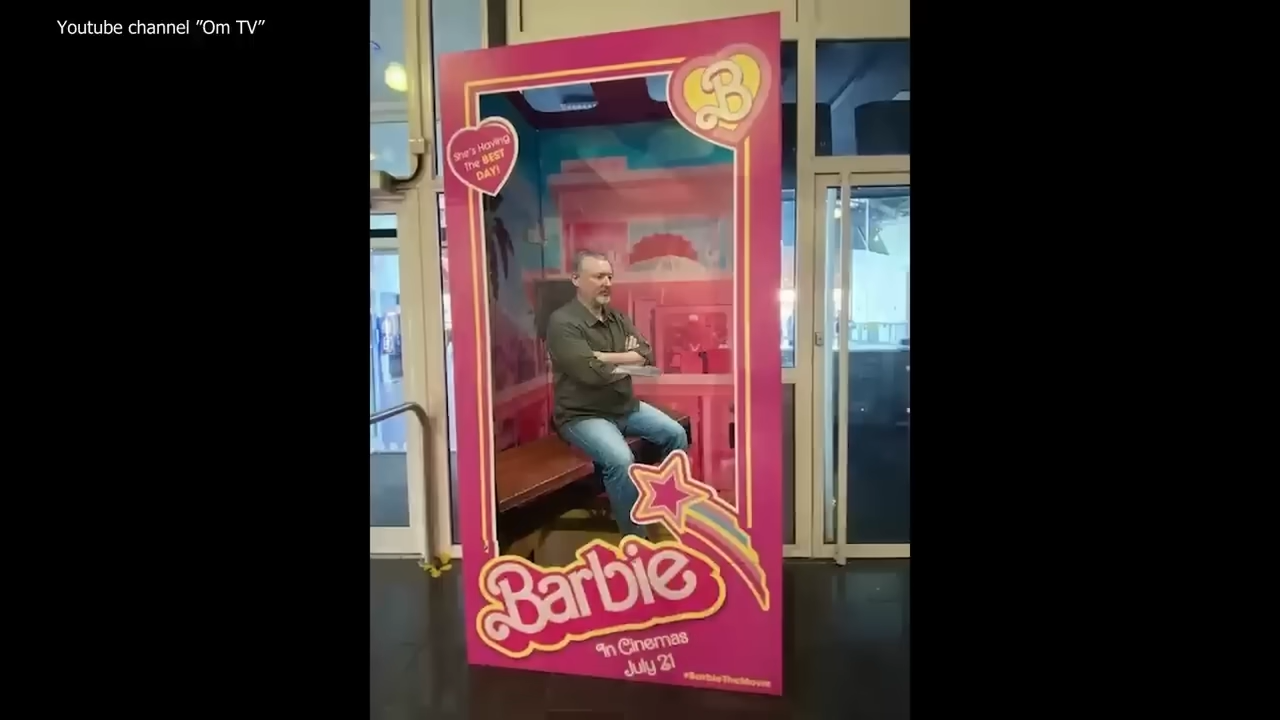 Youtube channel "Om TV"
B
She's Having
The BEST
DAY!
Barbie
In Cinemas
July 21
#BarbieTheMovie